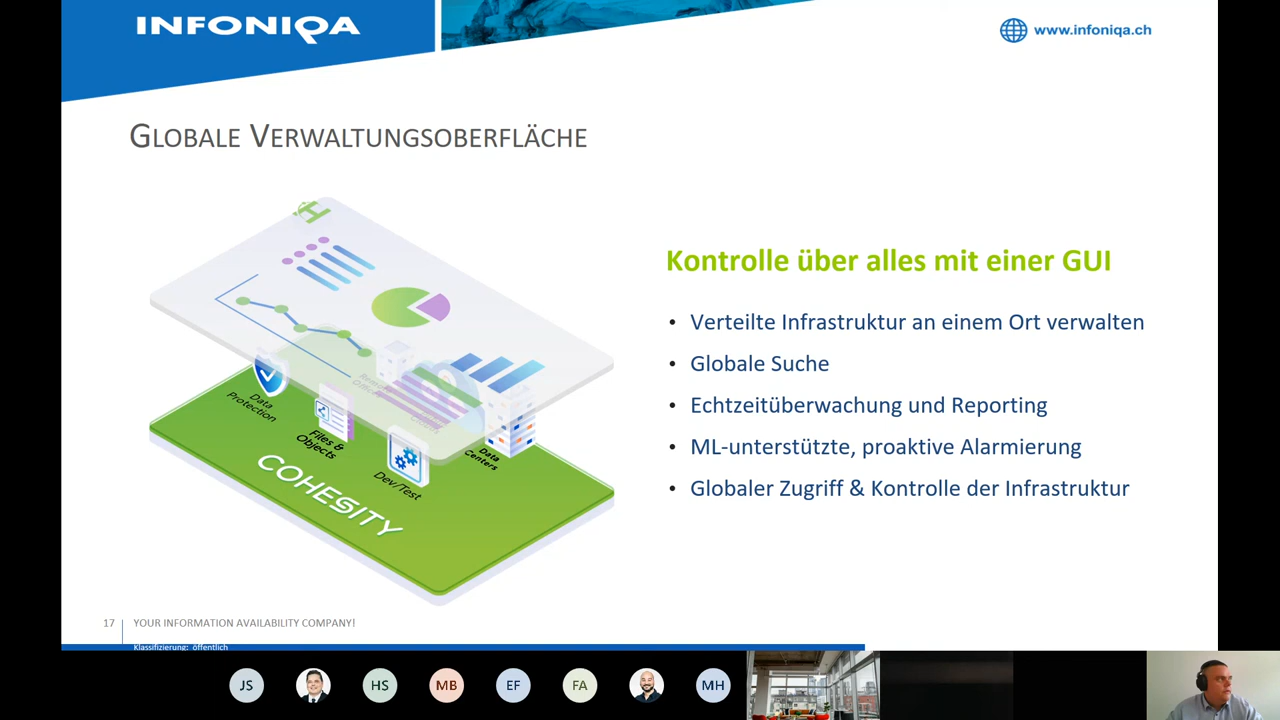 INFONIQA
www.infoniqa.ch
GLOBALE VERWALTUNGSOBERFLÄCHE
Kontrolle über alles mit einer GUI
• Verteilte Infrastruktur an einem Ort verwalten
• Globale Suche
• Echtzeitüberwachung und Reporting
• ML-unterstützte, proaktive Alarmierung
• Globaler Zugriff & Kontrolle der Infrastruktur
Data
Protection
Files &
Objects
Dev/Test
Data
Centers
COHESITY
17
YOUR INFORMATION AVAILABILITY COMPANY!
Klassifizierung: öffentlich
JS
HS
MB
EF
FA
MH